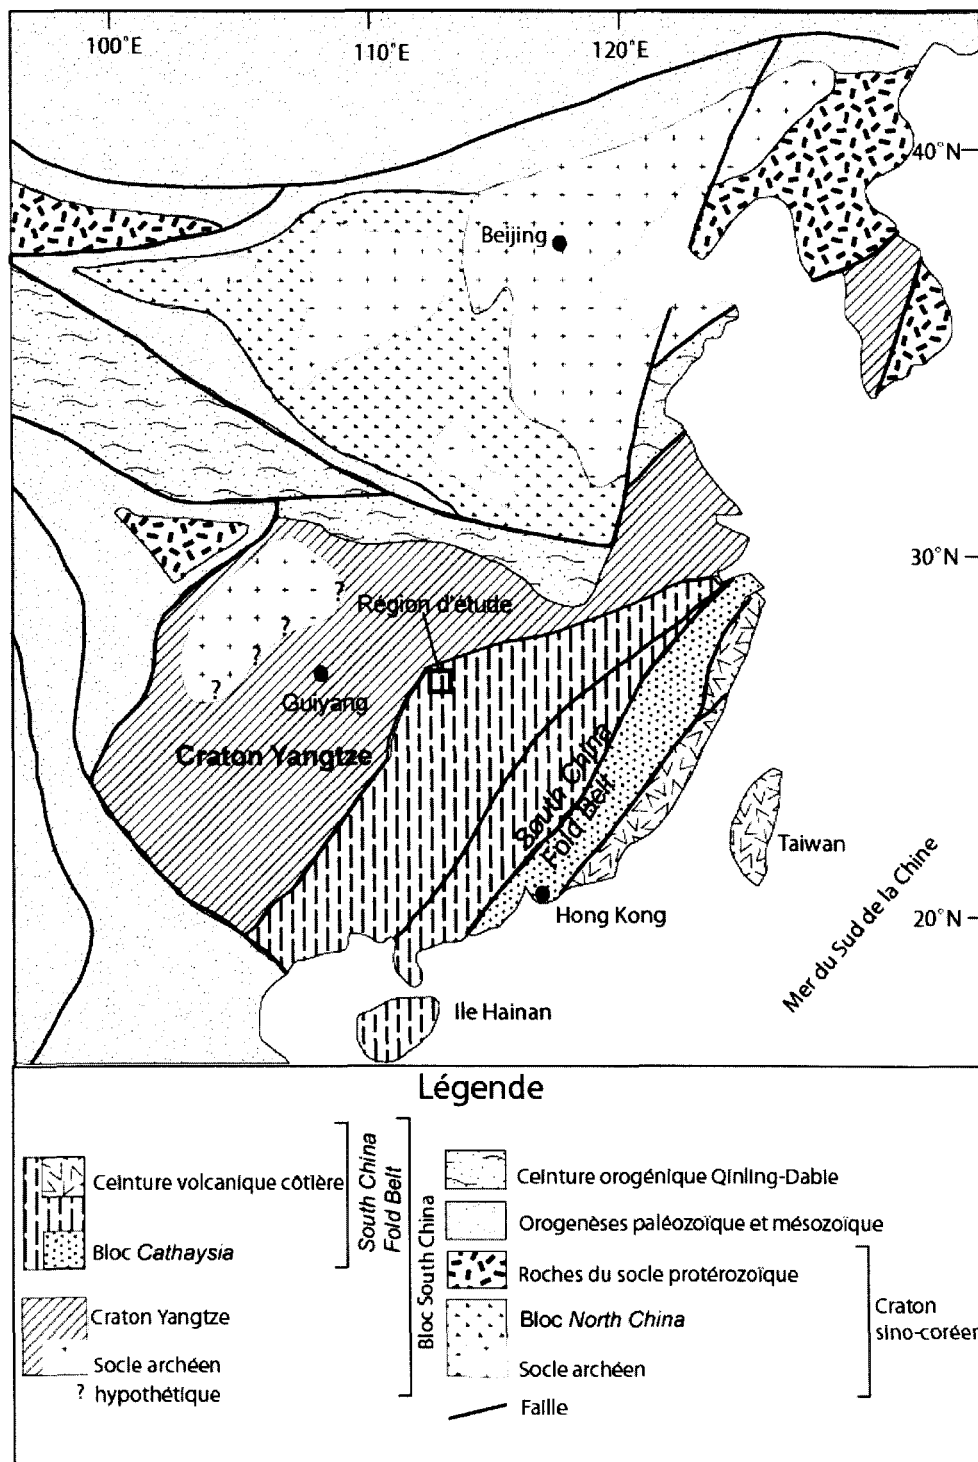 100°E
110°E
120°E
40°N
Beijing
30°N
Région d'étude
?
?
?
?
Guiyang
Craton Yangtze
South China
Fold Belt
Taiwan
Hong Kong
20°N
Mer du Sud de la Chine
Ile Hainan
Légende
Ceinture volcanique côtière
Bloc Cathaysia
South China
Fold Belt
Craton Yangtze
Socle archéen
? hypothétique
Bloc South China
Ceinture orogénique Qinling-Dabie
Orogenèses paléozoïque et mésozoïque
Roches du socle protérozoïque
Bloc North China
Socle archéen
Craton
sino-coréen
Faille